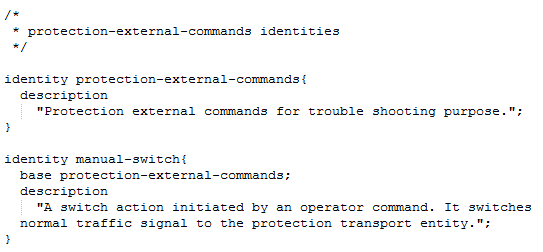 /*
 * protection-external-commands identities
 */

identity protection-external-commands{
  description
    "Protection external commands for trouble shooting purpose.";
}

identity manual-switch{
  base protection-external-commands;
  description
    "A switch action initiated by an operator command. It switches
  normal traffic signal to the protection transport entity.";
}